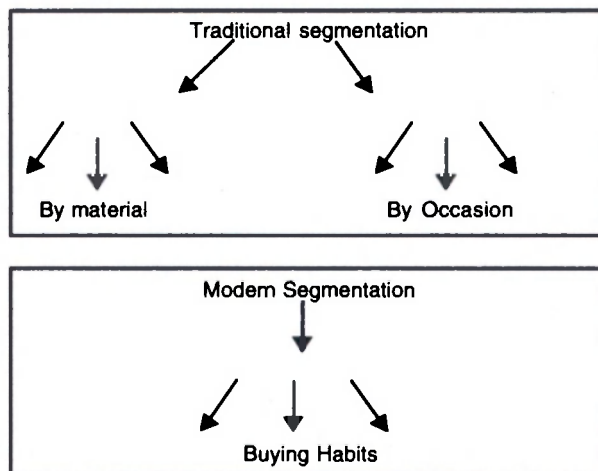 Traditional segmentation
By material By Occasion
Modem Segmentation
Buying Habits